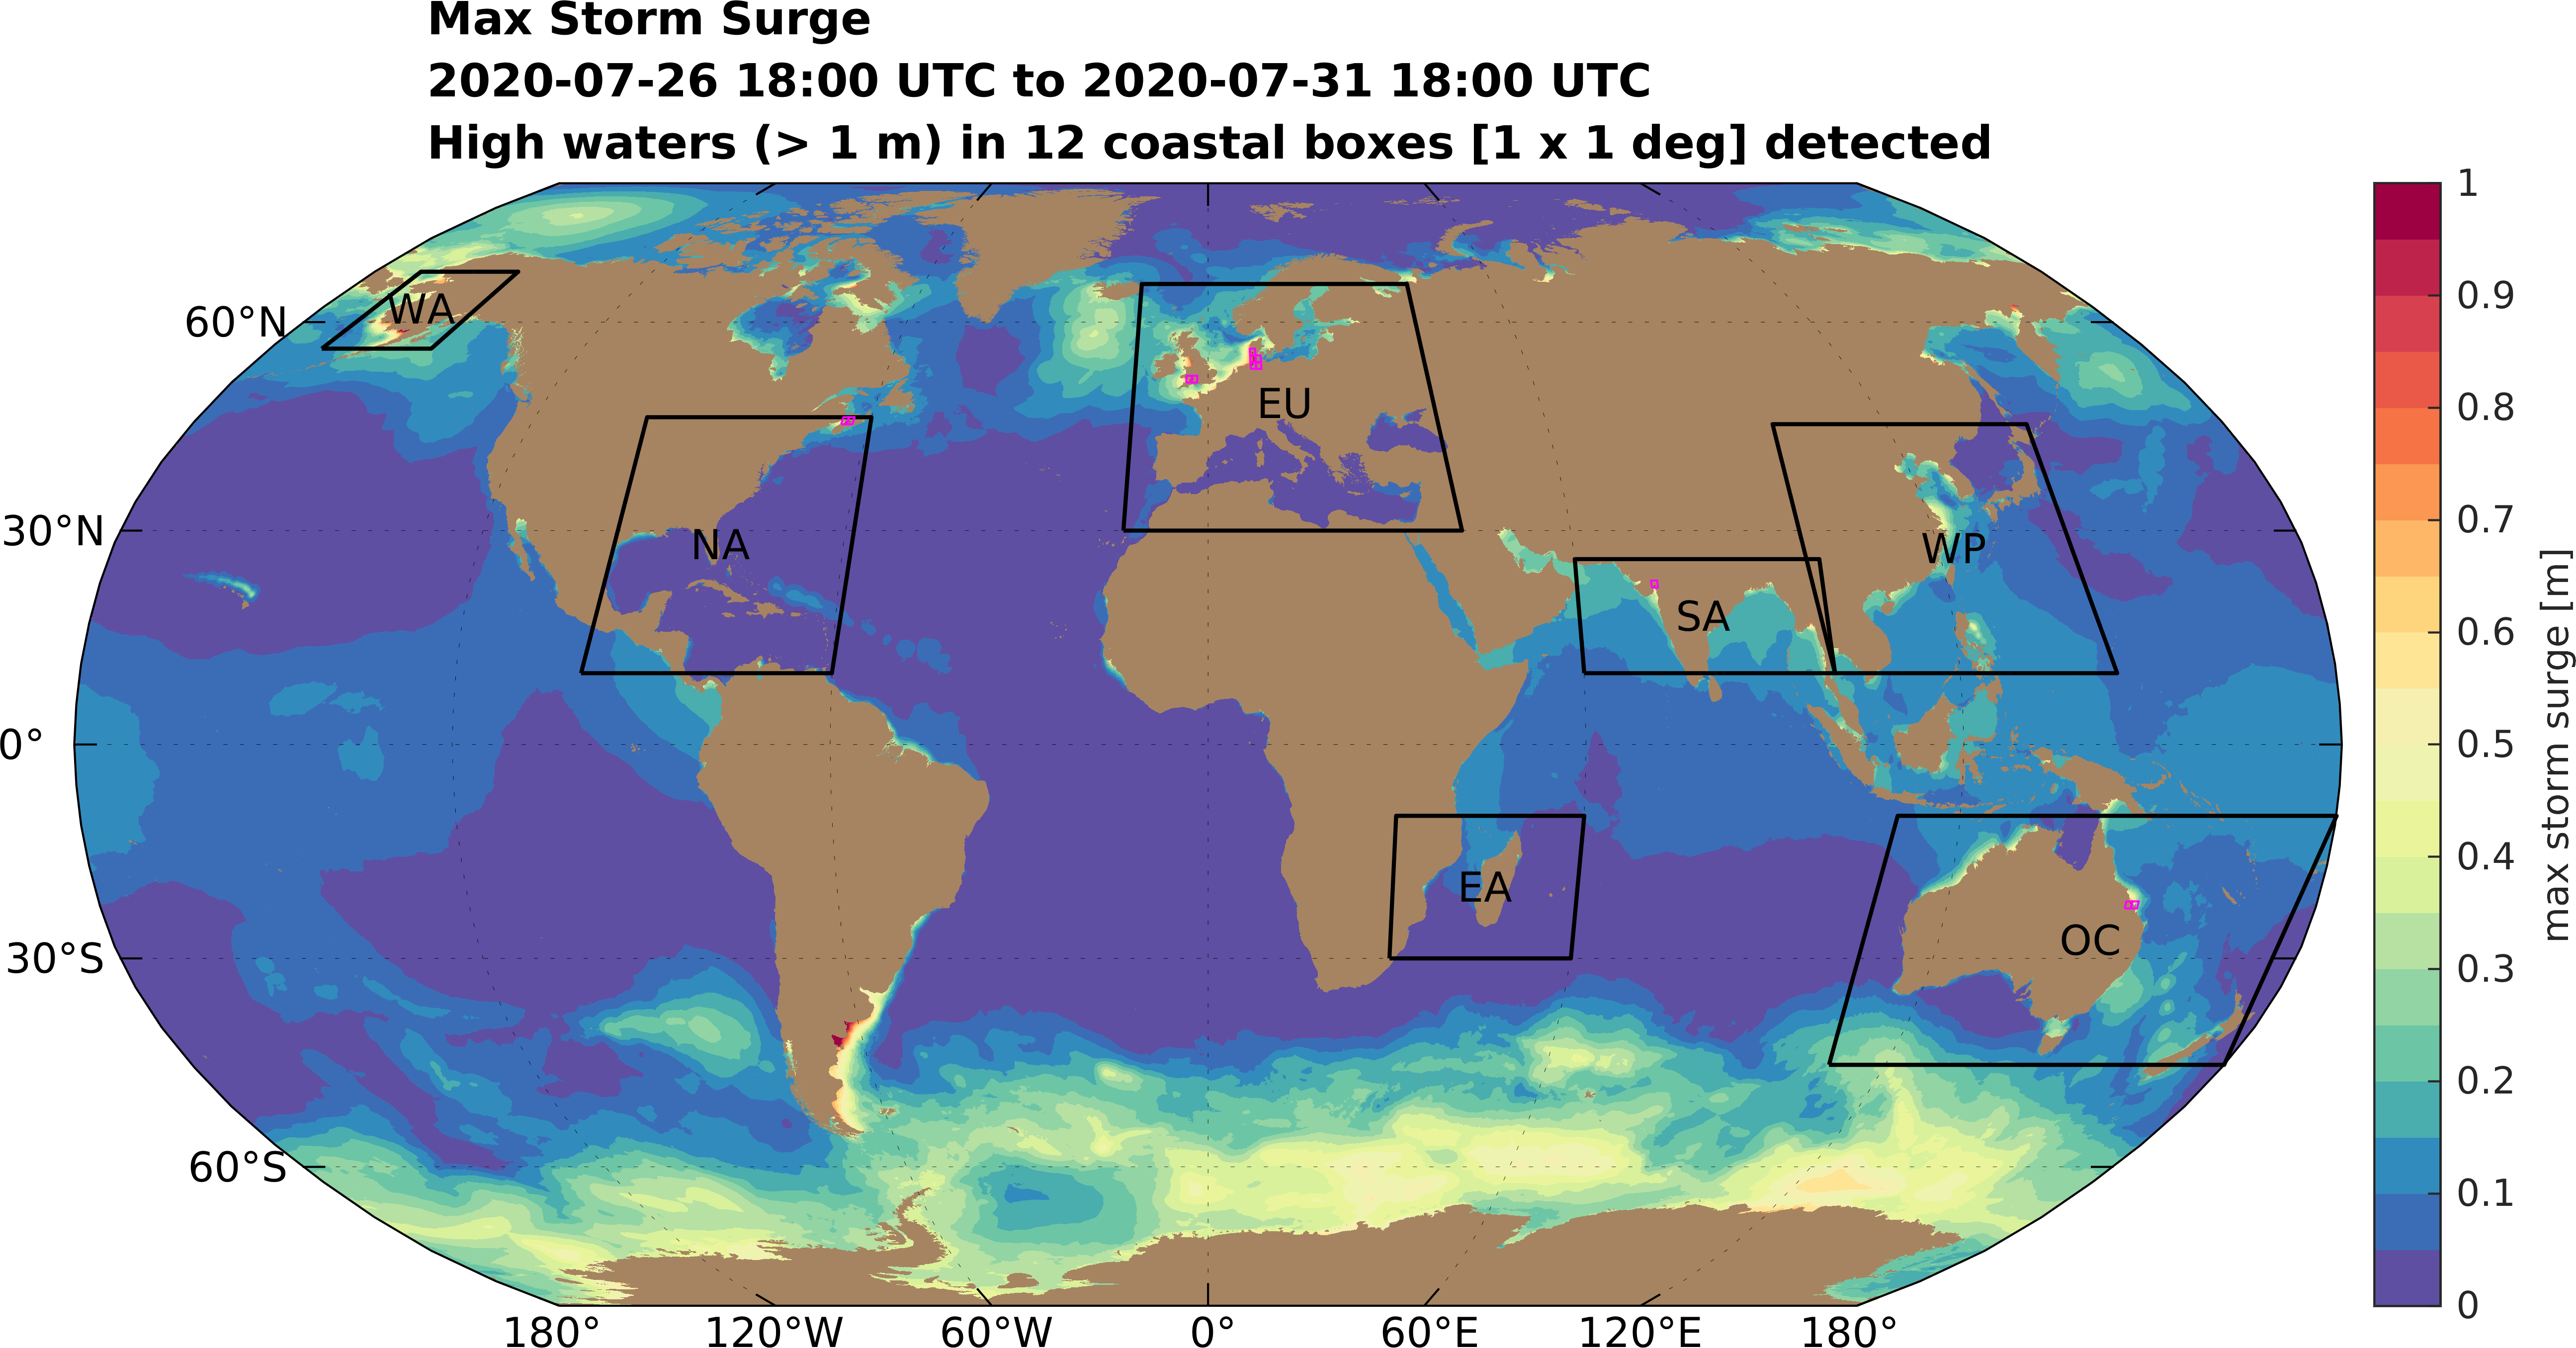 Max Storm Surge
2020-07-26 18:00 UTC to 2020-07-31 18:00 UTC
High waters (> 1 m) in 12 coastal boxes [1 x 1 deg] detected
60°N
30°N
0°
30°S
60°S
WA
NA
EU
SA
WP
EA
OC
180°
120°W
60°W
0°
60°E
120°E
180°
1
0.9
0.8
0.7
0.6
0.5
0.4
0.3
0.2
0.1
0
max storm surge [m]